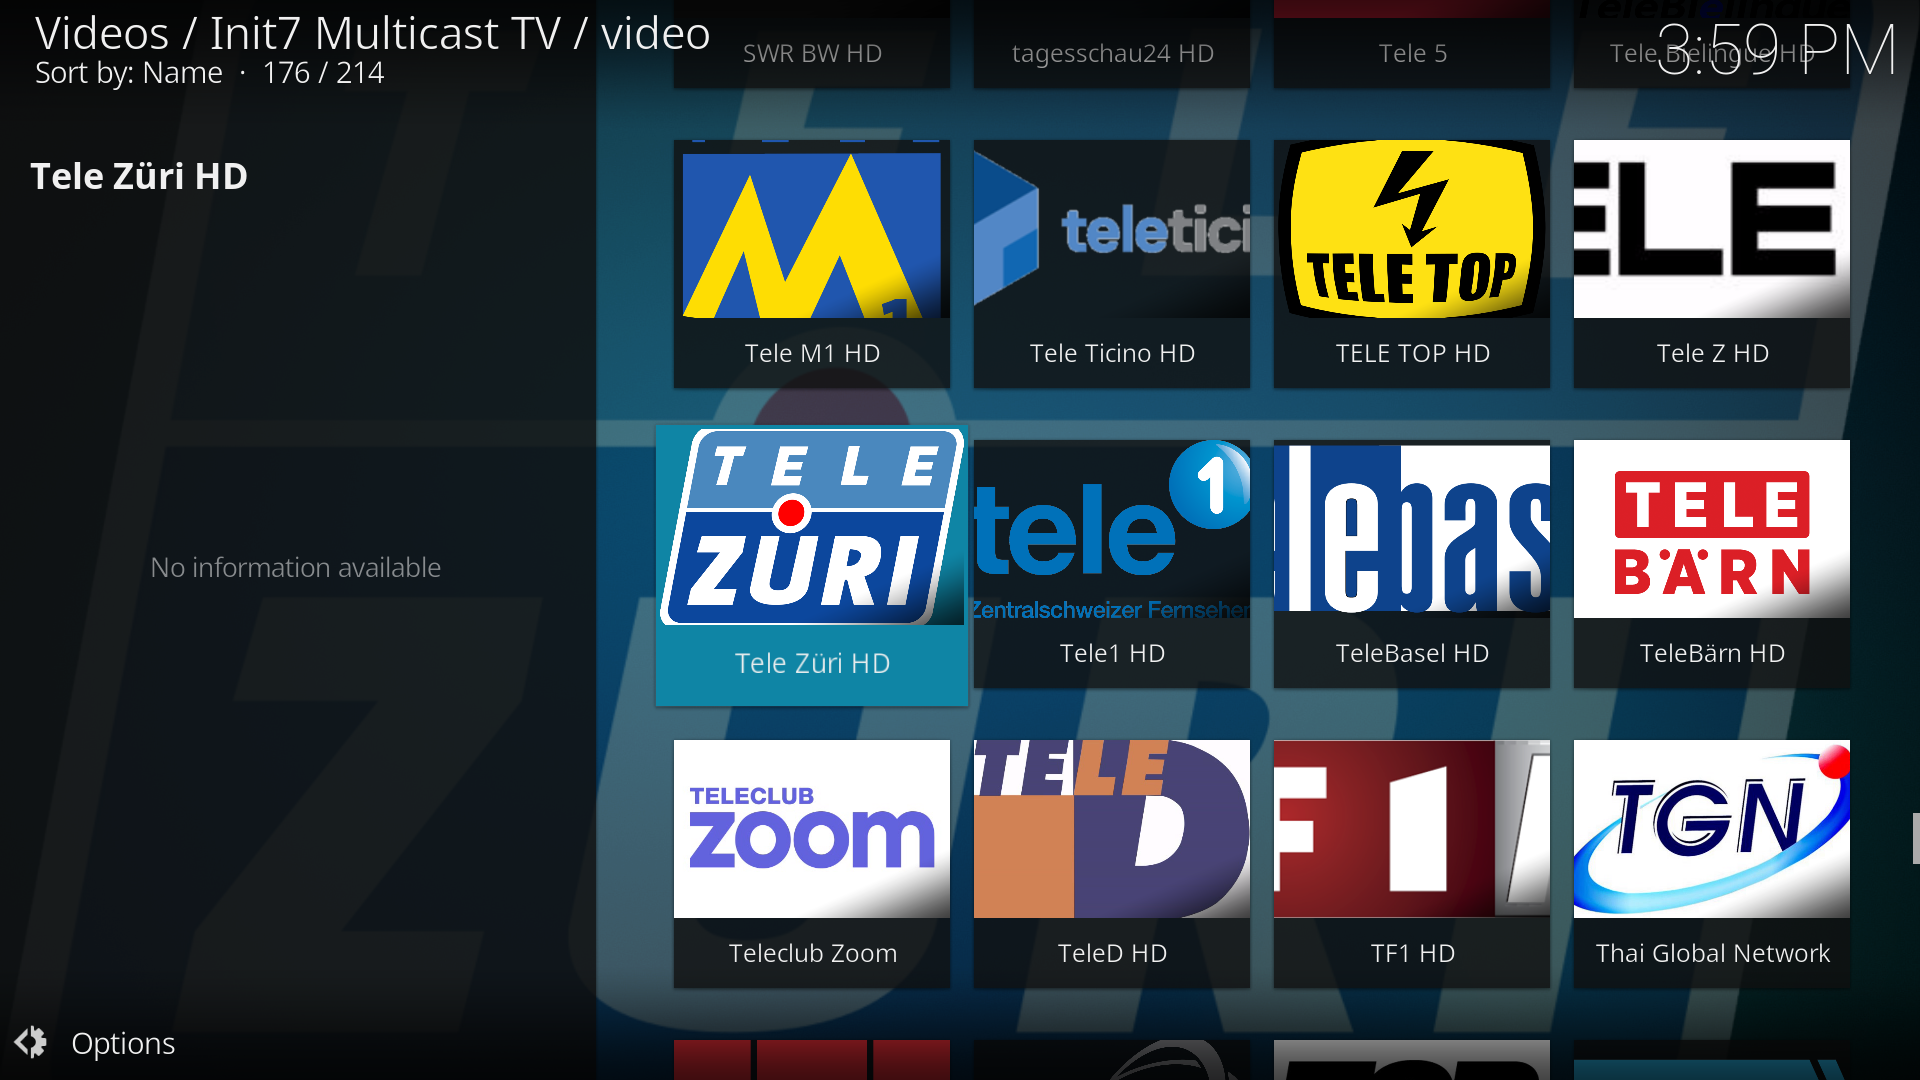 Videos / Init7 Multicast TV / video
Sort by: Name · 176 / 214
3:59 PM
SWR BW HD
tagesschau24 HD
Tele 5
Tele Bielingue HD
Tele Züri HD
teletici
TELE TOP
ELE
Tele M1 HD
Tele Ticino HD
TELE TOP HD
Tele Z HD
TELE
ZÜRI
tele 1
Zentralschweizer Fernsehen
elebas
TELE
BÄRN
Tele Züri HD
Tele1 HD
TeleBasel HD
TeleBärn HD
No information available
TELECLUB
zoom
TELE
D
F1
TGN
Teleclub Zoom
TeleD HD
TF1 HD
Thai Global Network
Options